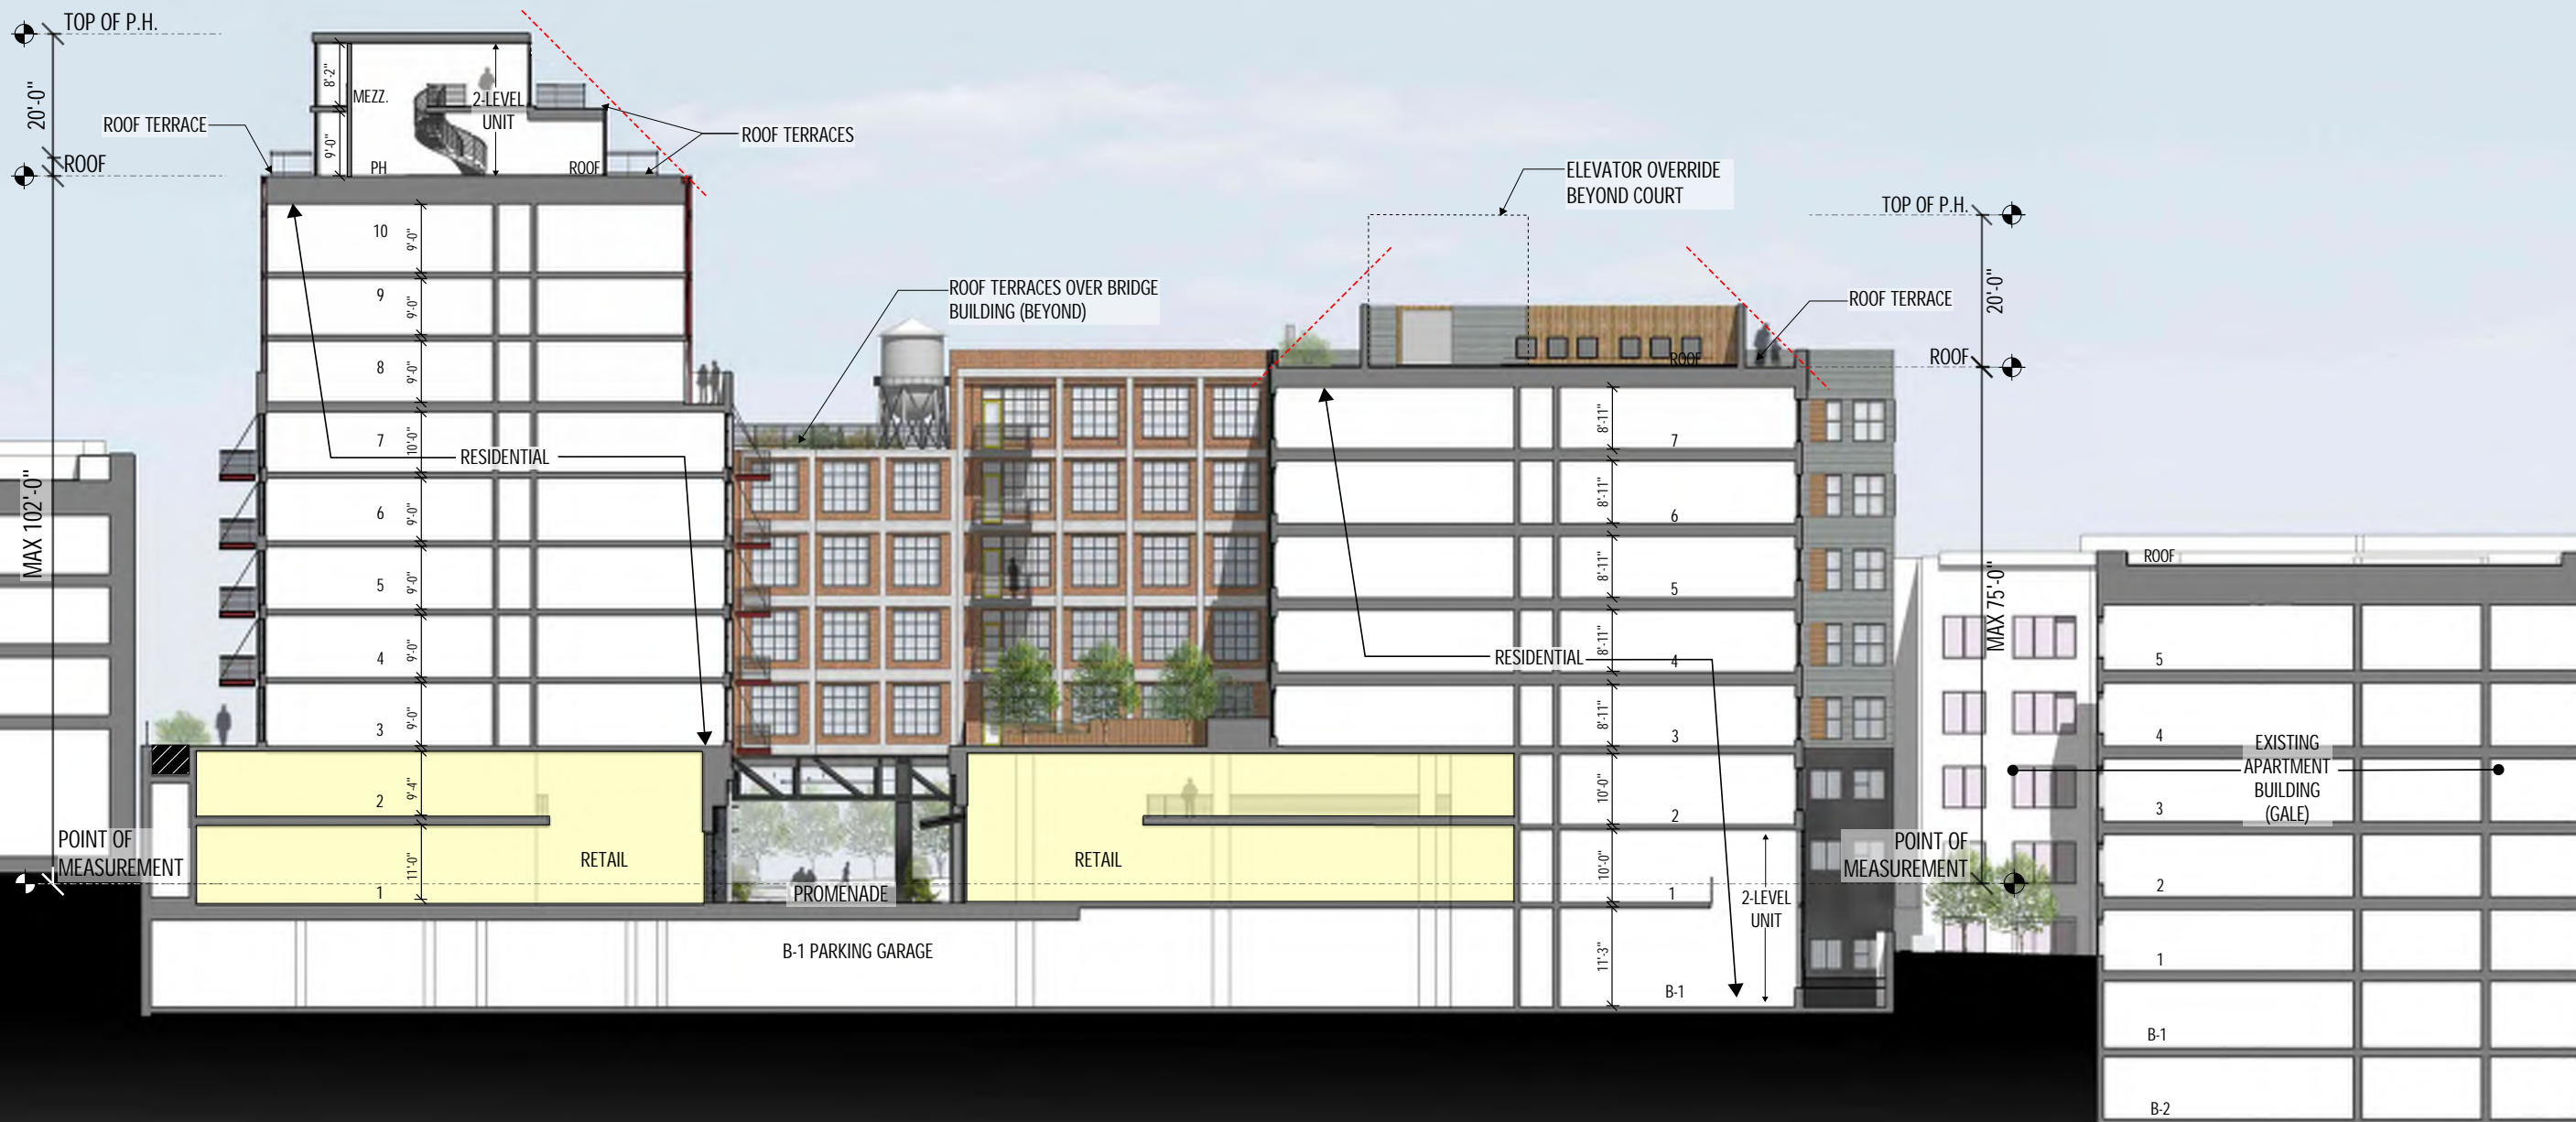 TOP OF P.H.
20'-0"
ROOF TERRACE
ROOF
MAX 102'-0"
POINT OF
MEASUREMENT
8'-2"
MEZZ.
2-LEVEL
UNIT
9'-0"
PH
ROOF
ROOF TERRACES
10
9'-0"
9
9'-0"
8
9'-0"
7
10'-0"
RESIDENTIAL
6
9'-0"
5
9'-0"
4
9'-0"
3
9'-0"
2
9'-4"
RETAIL
11'-0"
1
ROOF TERRACES OVER BRIDGE
BUILDING (BEYOND)
PROMENADE
B-1 PARKING GARAGE
ELEVATOR OVERRIDE
BEYOND COURT
ROOF
8'-11"
7
8'-11"
6
8'-11"
5
8'-11"
RESIDENTIAL
4
8'-11"
3
10'-0"
2
RETAIL
10'-0"
1
2-LEVEL
UNIT
11'-3"
B-1
TOP OF P.H.
20'-0"
ROOF TERRACE
ROOF
MAX 75'-0"
POINT OF
MEASUREMENT
ROOF
5
4
EXISTING
APARTMENT
BUILDING
(GALE)
3
2
1
B-1
B-2